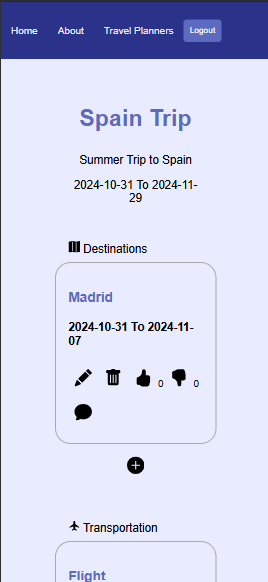 Home About Travel Planners Logout
Spain Trip
Summer Trip to Spain
2024-10-31 To 2024-11-
29
Destinations
Madrid
2024-10-31 To 2024-11-
07
0 0
Transportation
Flight